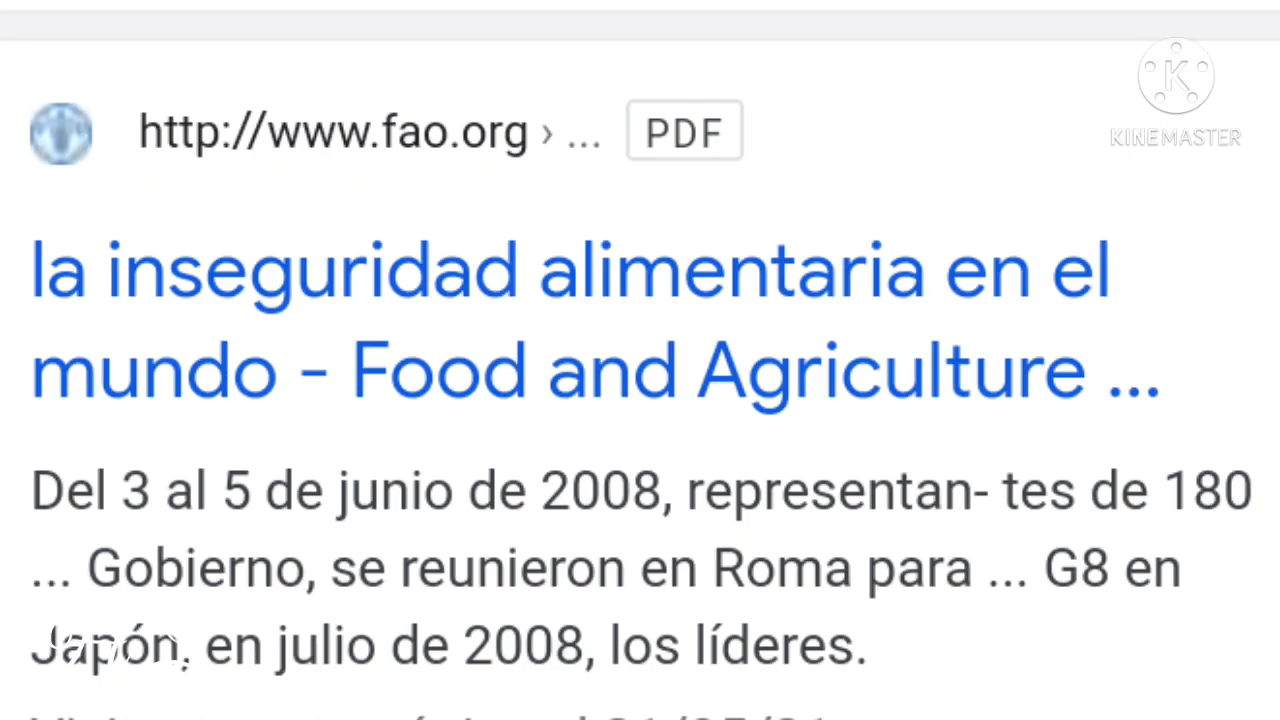 http://www.fao.org › ... PDF
KINEMASTER
la inseguridad alimentaria en el
mundo - Food and Agriculture ...
Del 3 al 5 de junio de 2008, representan- tes de 180
... Gobierno, se reunieron en Roma para ... G8 en
Japón, en julio de 2008, los líderes.